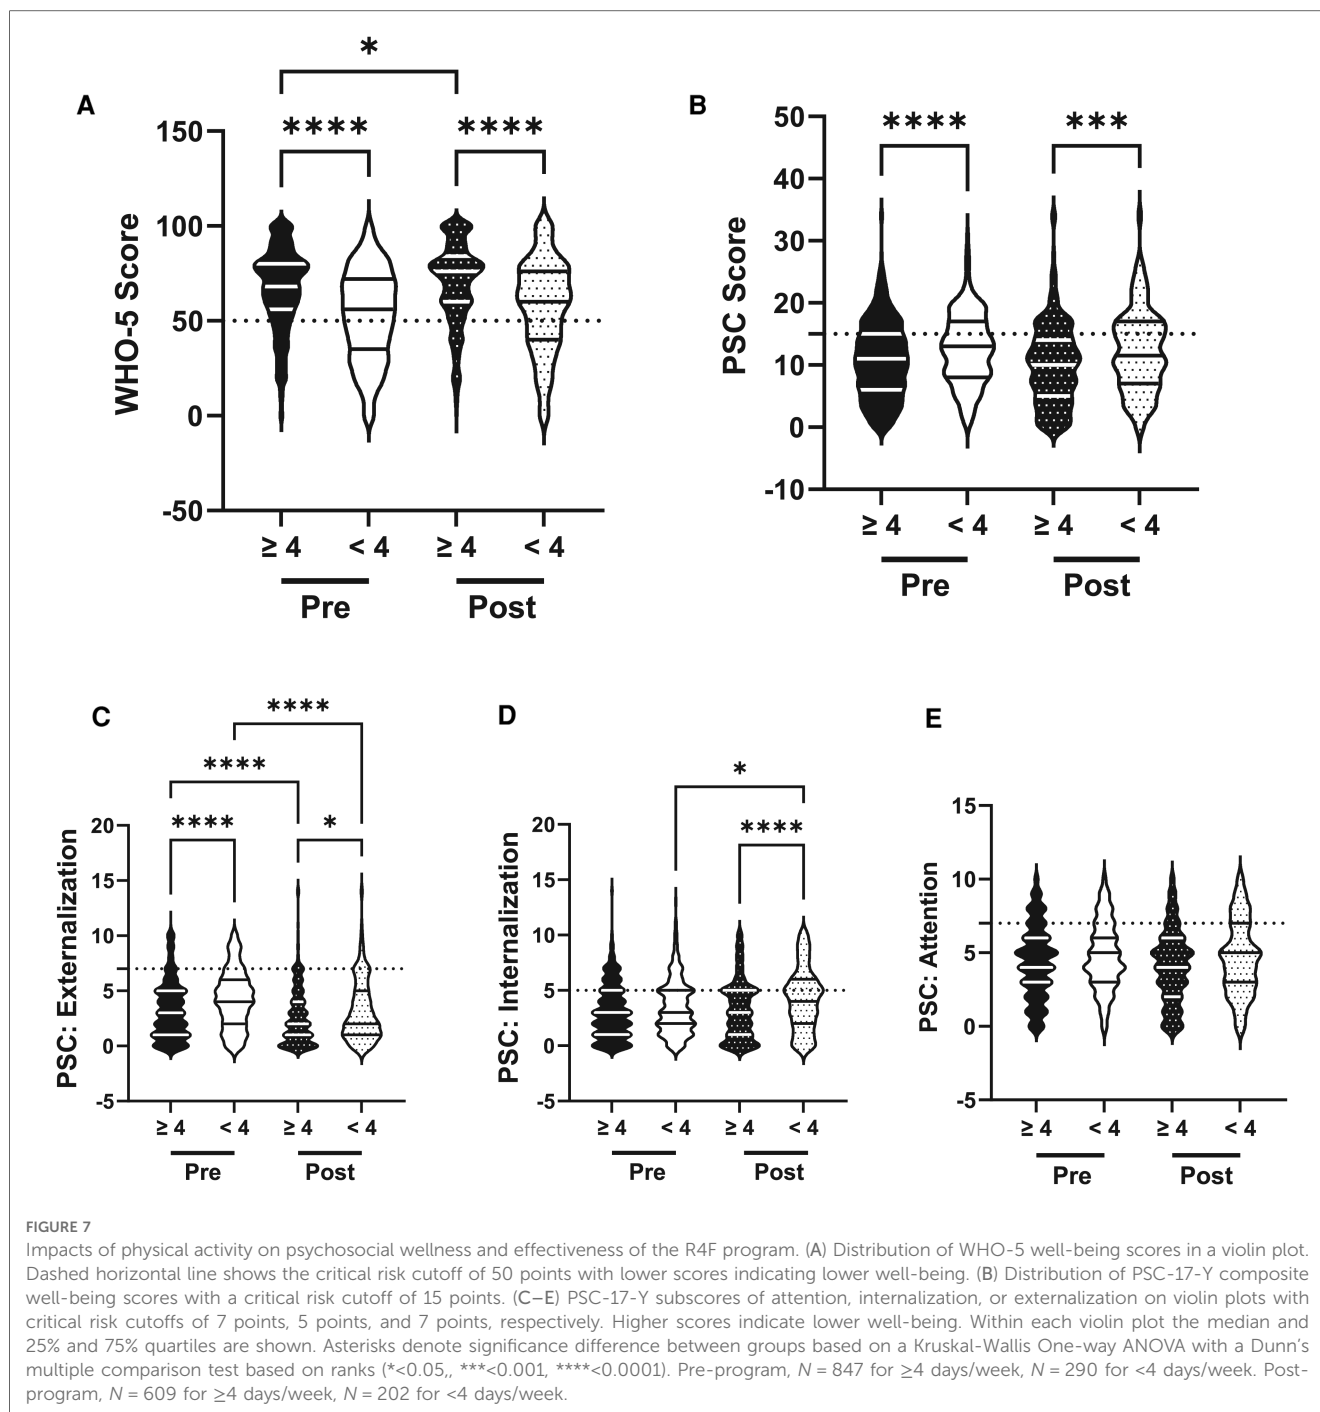 A
*
****
****
150
100
50
0
-50
WHO-5 Score
≥ 4
< 4
≥ 4
< 4
Pre
Post
B
****
***
50
40
30
20
10
0
-10
PSC Score
≥ 4
< 4
≥ 4
< 4
Pre
Post
C
****
****
****
*
20
15
10
5
0
-5
PSC: Externalization
≥ 4
< 4
≥ 4
< 4
Pre
Post
D
*
****
20
15
10
5
0
-5
PSC: Internalization
≥ 4
< 4
≥ 4
< 4
Pre
Post
E
15
10
5
0
-5
PSC: Attention
≥ 4
< 4
≥ 4
< 4
Pre
Post
FIGURE 7
Impacts of physical activity on psychosocial wellness and effectiveness of the R4F program. (A) Distribution of WHO-5 well-being scores in a violin plot.
Dashed horizontal line shows the critical risk cutoff of 50 points with lower scores indicating lower well-being. (B) Distribution of PSC-17-Y composite
well-being scores with a critical risk cutoff of 15 points. (C–E) PSC-17-Y subscores of attention, internalization, or externalization on violin plots with
critical risk cutoffs of 7 points, 5 points, and 7 points, respectively. Higher scores indicate lower well-being. Within each violin plot the median and
25% and 75% quartiles are shown. Asterisks denote significance difference between groups based on a Kruskal-Wallis One-way ANOVA with a Dunn's
multiple comparison test based on ranks (*<0.05,, ***<0.001, ****<0.0001). Pre-program, N = 847 for ≥4 days/week, N = 290 for <4 days/week. Post-
program, N = 609 for ≥4 days/week, N = 202 for <4 days/week.